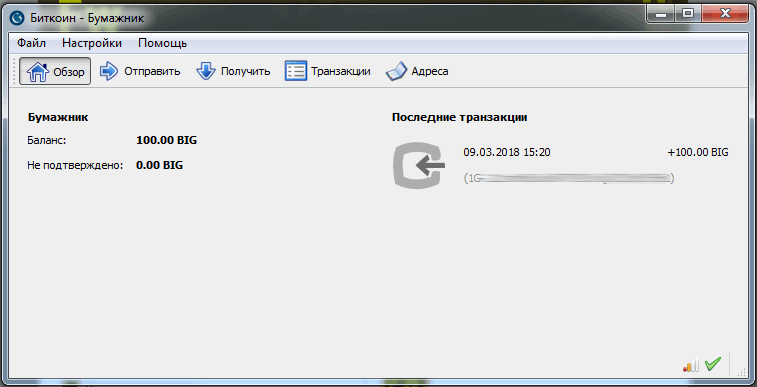 Биткоин - Бумажник
Файл Настройки Помощь
Обзор Отправить Получить Транзакции Адреса
Бумажник
Баланс: 100.00 BIG
Не подтверждено: 0.00 BIG
Последние транзакции
09.03.2018 15:20 +100.00 BIG
(1G